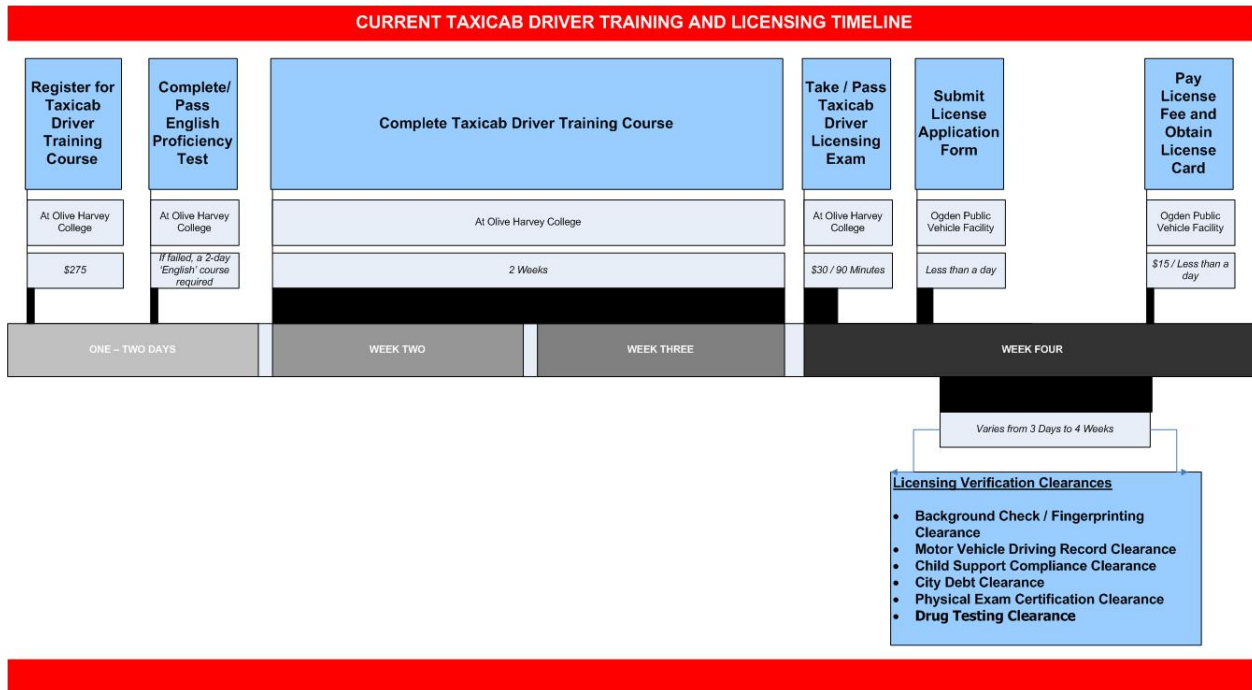 CURRENT TAXICAB DRIVER TRAINING AND LICENSING TIMELINE
Register for
Taxicab
Driver
Training
Course
Complete/
Pass
English
Proficiency
Test
Complete Taxicab Driver Training Course
Take / Pass
Taxicab
Driver
Licensing
Exam
Submit
License
Application
Form
Pay
License
Fee and
Obtain
License
Card
At Olive Harvey
College
At Olive Harvey
College
At Olive Harvey College
At Olive Harvey
College
Ogden Public
Vehicle Facility
Ogden Public
Vehicle Facility
$275
If failed, a 2-day
'English' course
required
2 Weeks
$30 / 90 Minutes
Less than a day
$15 / Less than a
day
ONE – TWO DAYS
WEEK TWO
WEEK THREE
WEEK FOUR
Varies from 3 Days to 4 Weeks
Licensing Verification Clearances
• Background Check / Fingerprinting
Clearance
• Motor Vehicle Driving Record Clearance
• Child Support Compliance Clearance
• City Debt Clearance
• Physical Exam Certification Clearance
• Drug Testing Clearance